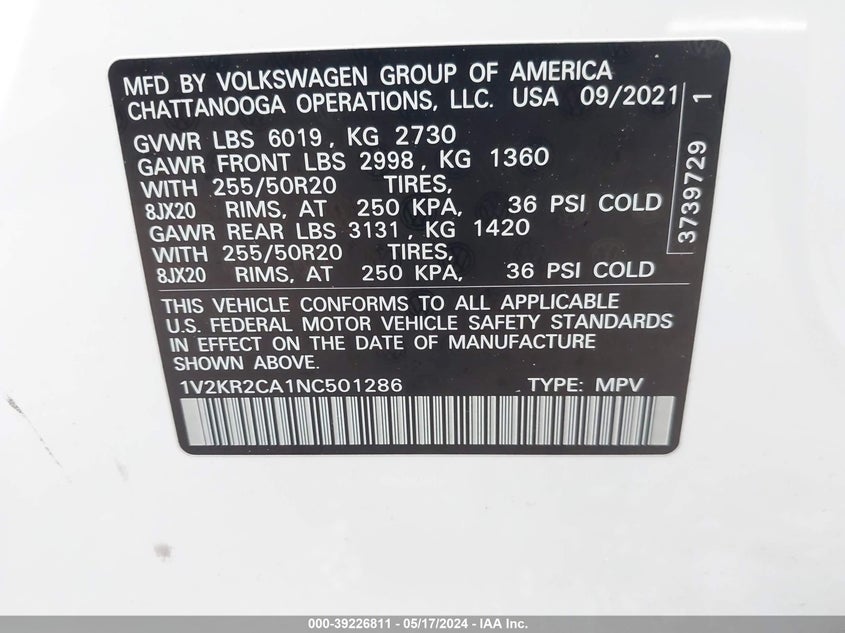 MFD BY VOLKSWAGEN GROUP OF AMERICA
CHATTANOOGA OPERATIONS, LLC. USA 09/2021
GVWR LBS 6019, KG 2730
GAWR FRONT LBS 2998, KG 1360
WITH 255/50R20 TIRES,
8JX20 RIMS, AT 250 KPA, 36 PSI COLD
GAWR REAR LBS 3131, KG 1420
WITH 255/50R20 TIRES,
8JX20 RIMS, AT 250 KPA, 36 PSI COLD
3739729 1
THIS VEHICLE CONFORMS TO ALL APPLICABLE
U.S. FEDERAL MOTOR VEHICLE SAFETY STANDARDS
IN EFFECT ON THE DATE OF MANUFACTURE
SHOWN ABOVE.
1V2KR2CA1NC501286 TYPE: MPV
000-39226811 - 05/17/2024 - IAA Inc.